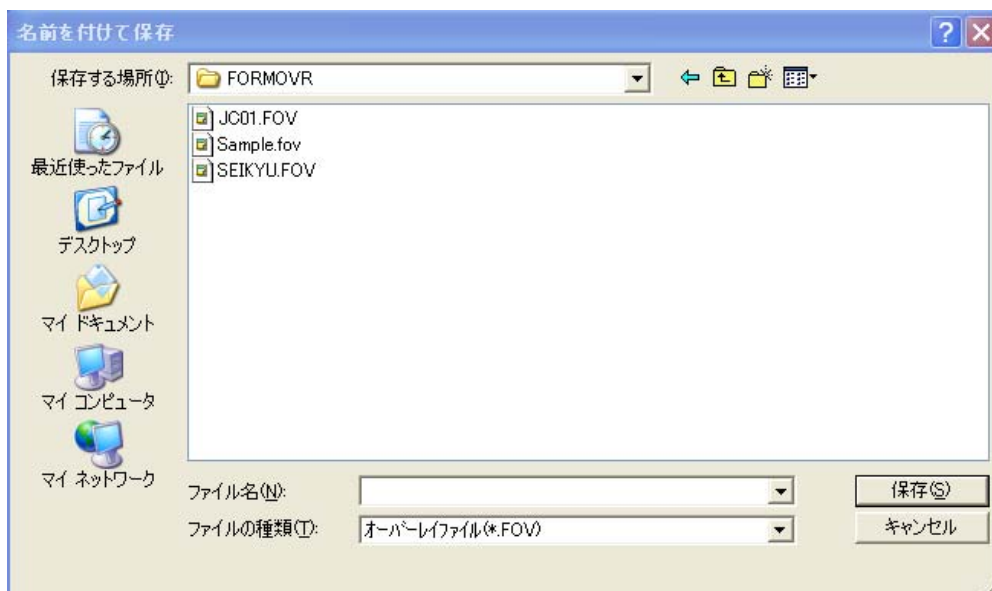 名前を付けて保存
保存する場所(I):
FORMOVR
JC01.FOV
Sample.fov
SEIKYU.FOV
最近使ったファイル
デスクトップ
マイ ドキュメント
マイ コンピュータ
マイ ネットワーク
ファイル名(N):
保存(S)
ファイルの種類(T):
オーバーレイファイル(*.FOV)
キャンセル